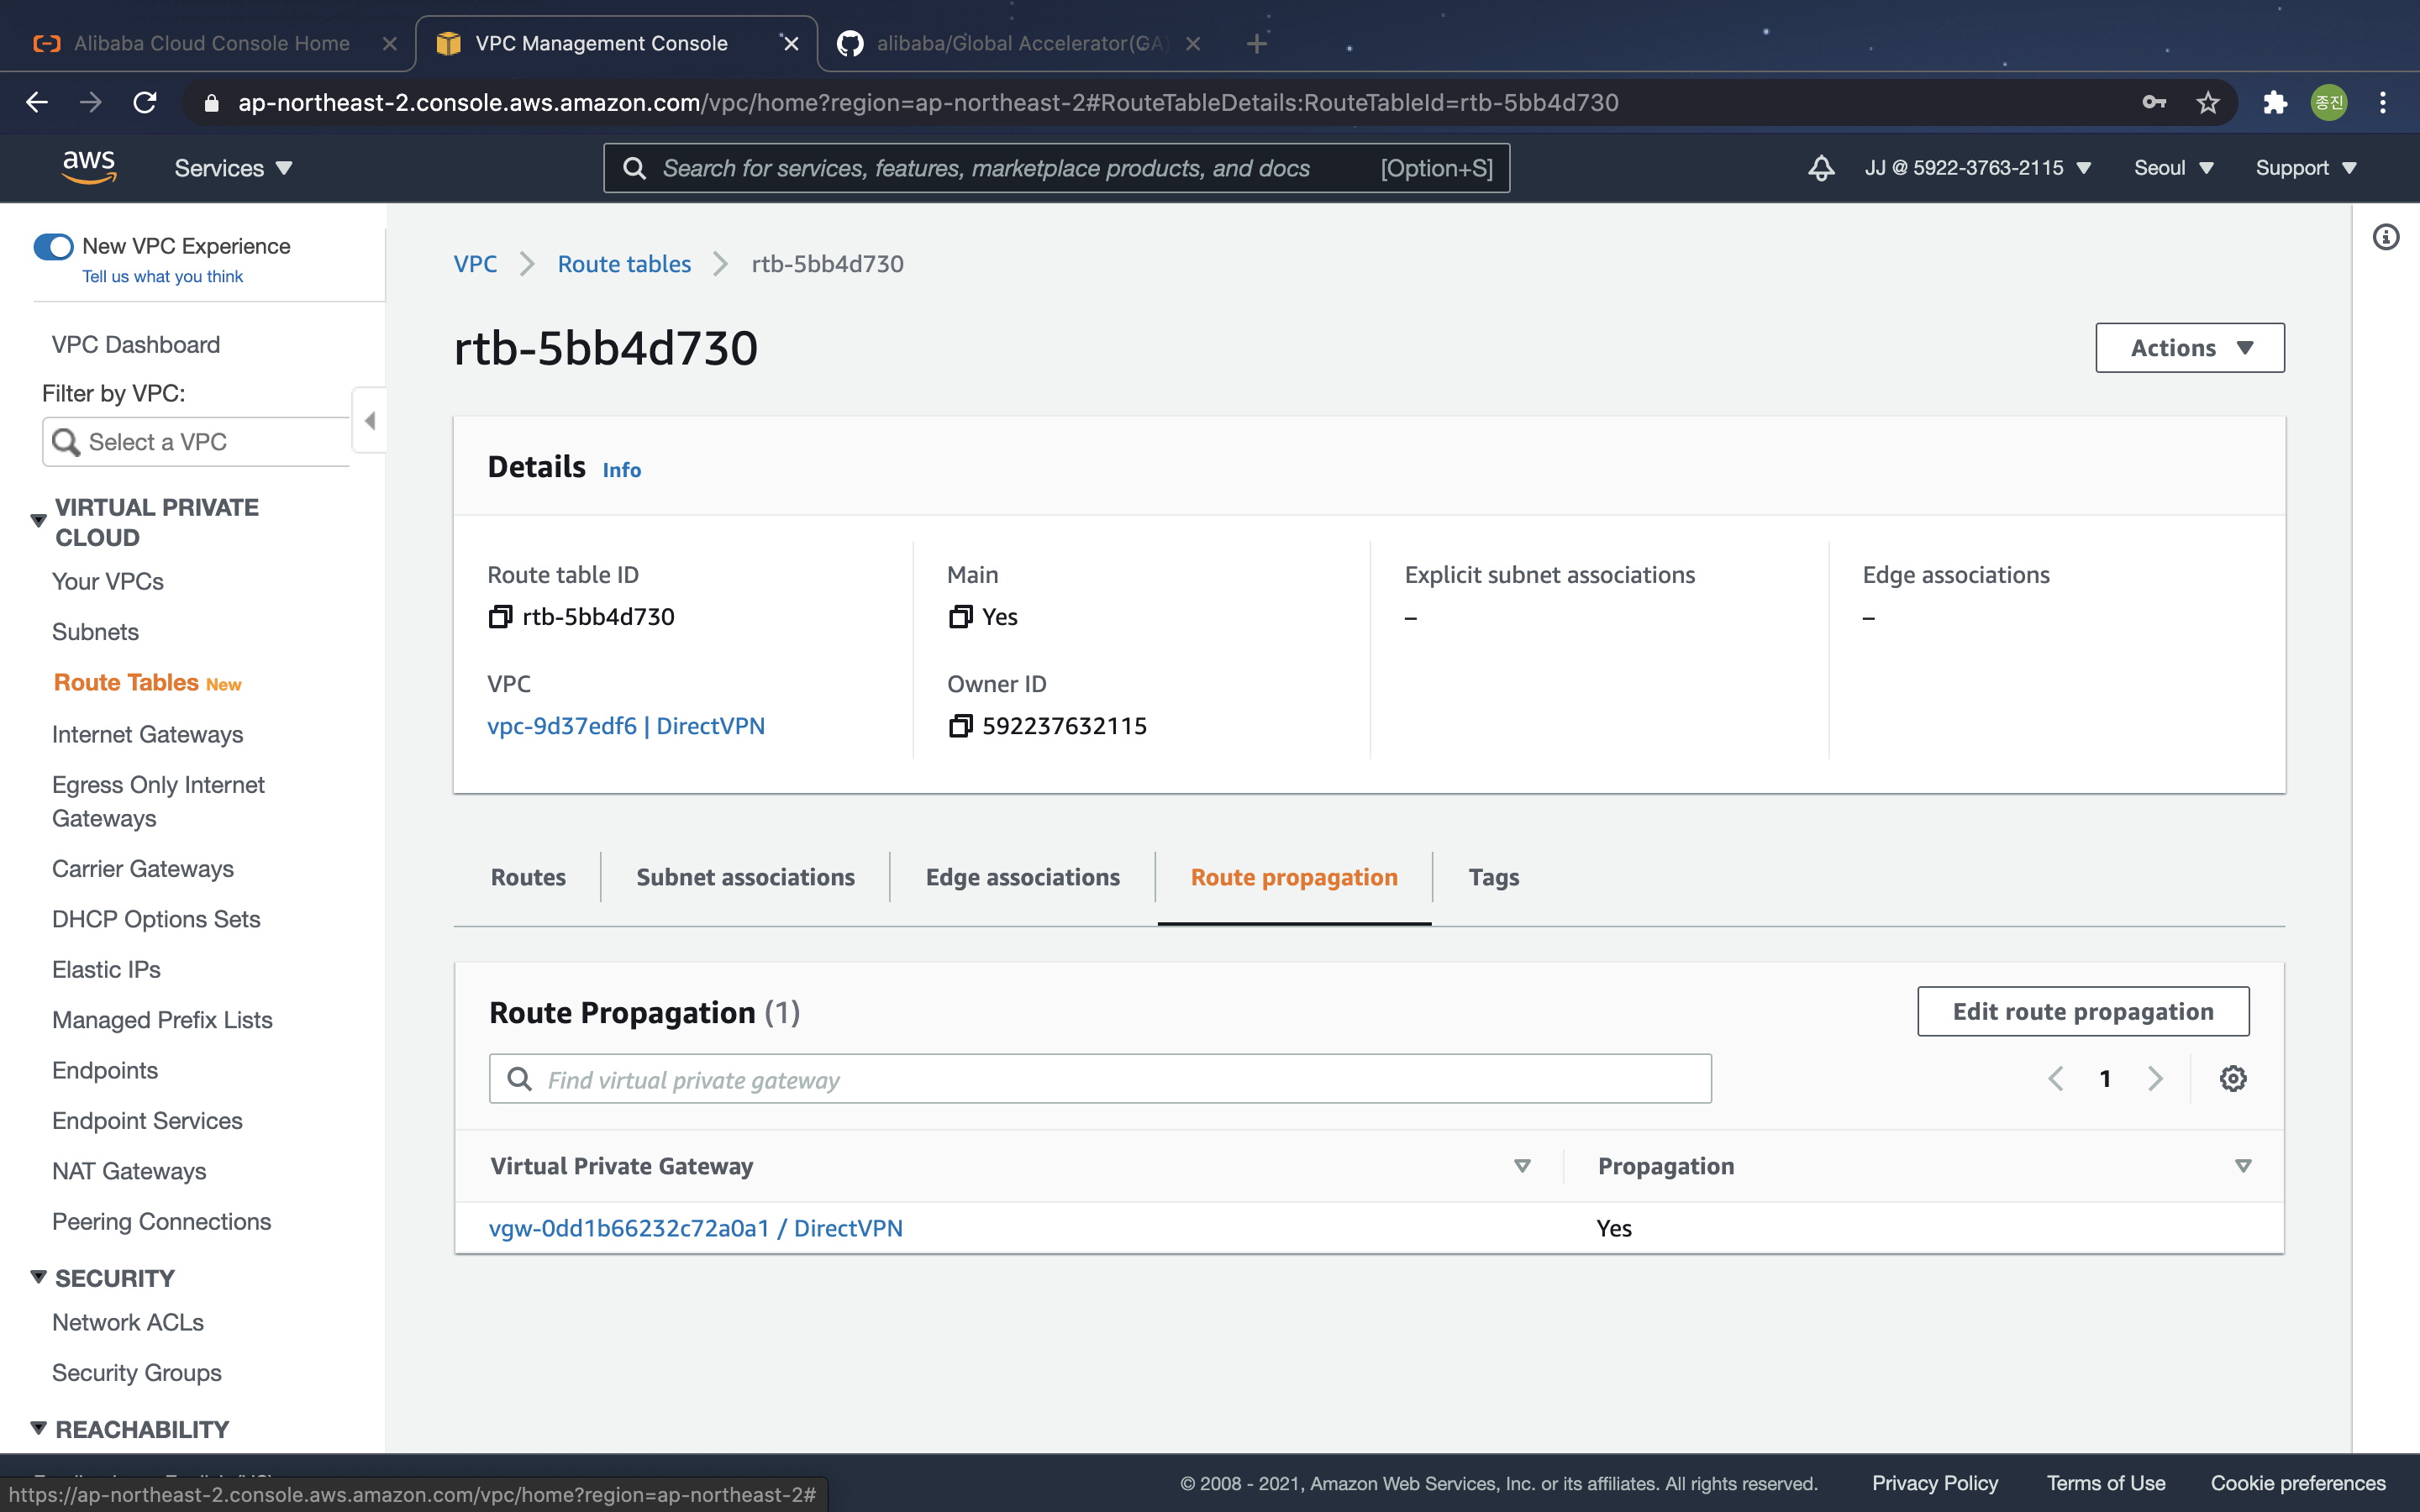 Alibaba Cloud Console Home
VPC Management Console
alibaba/Global Accelerator(GA)
ap-northeast-2.console.aws.amazon.com/vpc/home?region=ap-northeast-2#RouteTableDetails:RouteTableId=rtb-5bb4d730
종진
aws
Services
Search for services, features, marketplace products, and docs
[Option+S]
JJ @ 5922-3763-2115
Seoul
Support
New VPC Experience
Tell us what you think
VPC Dashboard
Filter by VPC:
Select a VPC
VIRTUAL PRIVATE
CLOUD
Your VPCs
Subnets
Route Tables New
Internet Gateways
Egress Only Internet
Gateways
Carrier Gateways
DHCP Options Sets
Elastic IPs
Managed Prefix Lists
Endpoints
Endpoint Services
NAT Gateways
Peering Connections
SECURITY
Network ACLs
Security Groups
REACHABILITY
VPC
Route tables
rtb-5bb4d730
rtb-5bb4d730
Actions
Details Info
Route table ID
rtb-5bb4d730
Main
Yes
Explicit subnet associations
–
Edge associations
–
VPC
vpc-9d37edf6 | DirectVPN
Owner ID
592237632115
Routes
Subnet associations
Edge associations
Route propagation
Tags
Route Propagation (1)
Edit route propagation
Find virtual private gateway
1
Virtual Private Gateway
Propagation
vgw-0dd1b66232c72a0a1 / DirectVPN
Yes
© 2008 - 2021, Amazon Web Services, Inc. or its affiliates. All rights reserved.
Privacy Policy
Terms of Use
Cookie preferences
https://ap-northeast-2.console.aws.amazon.com/vpc/home?region=ap-northeast-2#